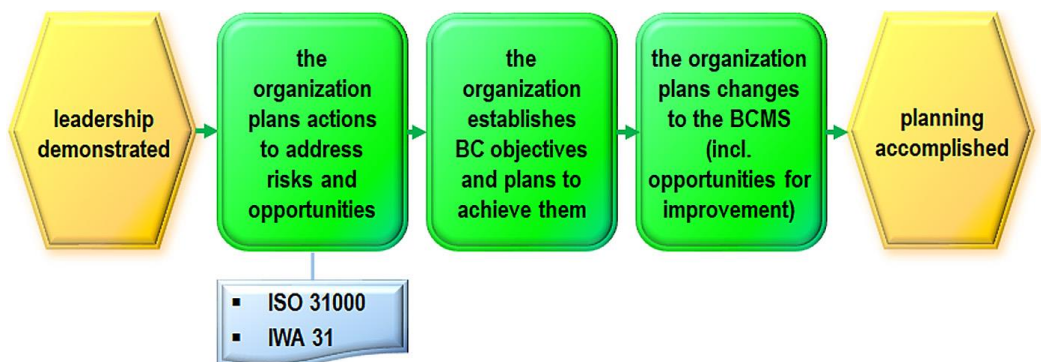 leadership
demonstrated
the
organization
plans actions
to address
risks and
opportunities
the
organization
establishes
BC objectives
and plans to
achieve them
the organization
plans changes
to the BCMS
(incl.
opportunities for
improvement)
planning
accomplished
▪ ISO 31000
▪ IWA 31